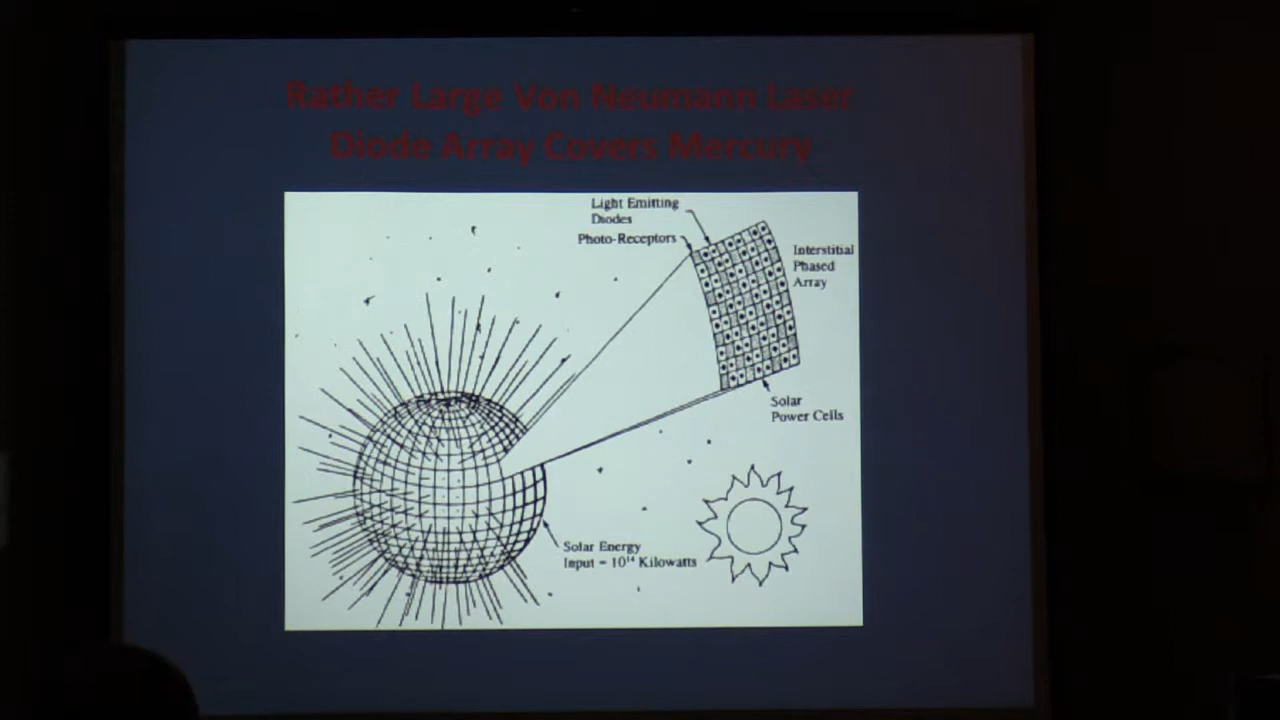 Rather Large Von Neumann Laser
Diode Array Covers Mercury
Light Emitting
Diodes
Photo-Receptors
Interstitial
Phased
Array
Solar
Power Cells
Solar Energy
Input - 10¹⁴ Kilowatts